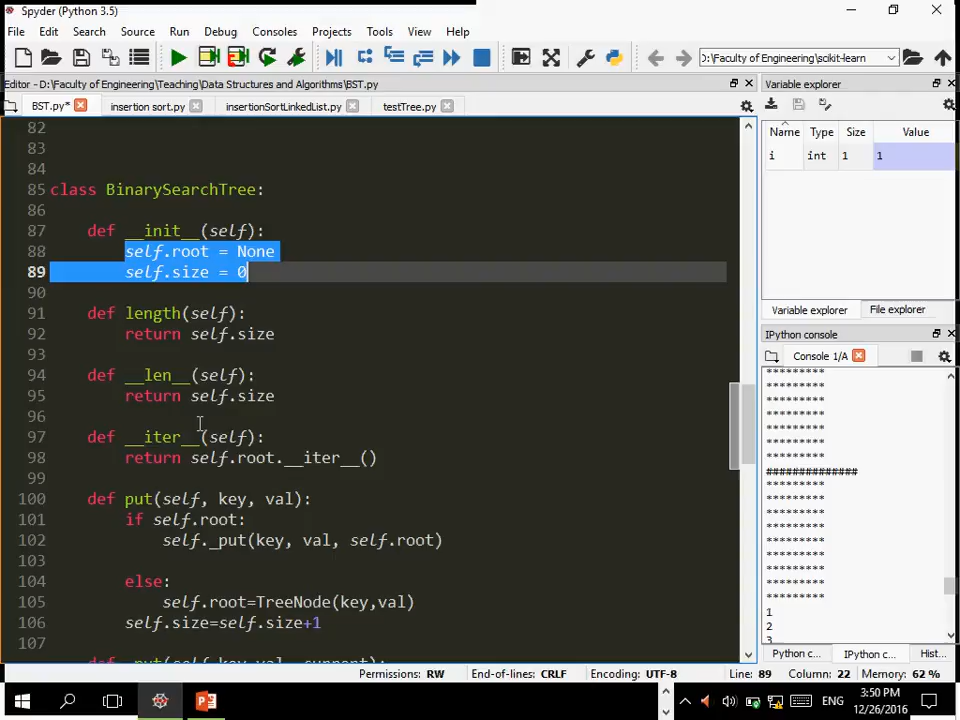 Spyder (Python 3.5)
File Edit Search Source Run Debug Consoles Projects Tools View Help
):\Faculty of Engineering\scikit-learn
Editor - D:\Faculty of Engineering\Teaching\Data Structures and Algorithms\BST.py
Variable explorer
BST.py* insertion sort.py insertionSortLinkedList.py testTree.py
Name Type Size Value
i int 1 1
82
83
84
85 class BinarySearchTree:
86
87 def __init__(self):
88 self.root = None
89 self.size = 0
90
91 def length(self):
92 return self.size
93
94 def __len__(self):
95 return self.size
96
97 def __iter__(self):
98 return self.root.__iter__()
99
100 def put(self, key, val):
101 if self.root:
102 self._put(key, val, self.root)
103
104 else:
105 self.root=TreeNode(key,val)
106 self.size=self.size+1
107
def _put(self,key,val,current):
Variable explorer File explorer
IPython console
Console 1/A
*********
*********
*********
*********
*********
*********
*********
##############
*********
*********
*********
*********
*********
*********
*********
*********
*********
1
2
3
Python c... IPython c... Hist...
Permissions: RW End-of-lines: CRLF Encoding: UTF-8 Line: 89 Column: 22 Memory: 62 %
ENG
3:50 PM
12/26/2016